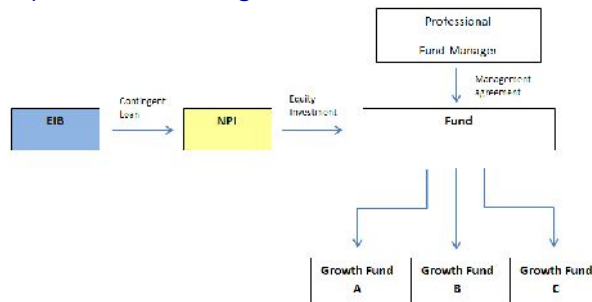 Professional
Fund Manager
Management
agreement
Contingent
Loan
Equity
Investment
EIB
NPI
Fund
Growth Fund
A
Growth Fund
B
Growth Fund
C